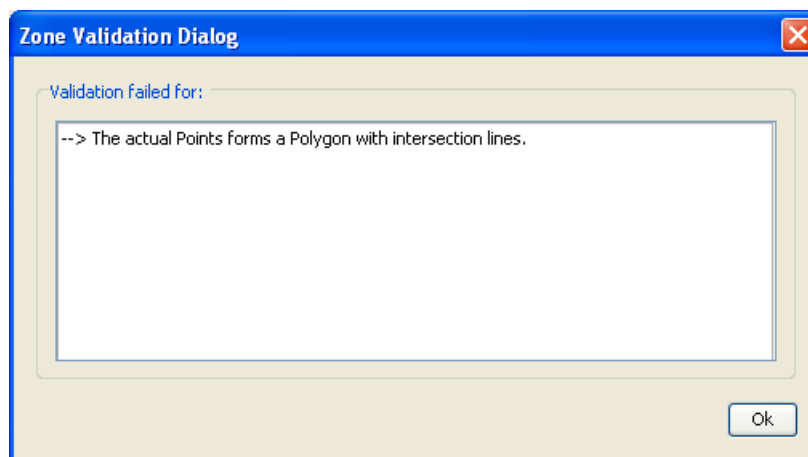 Zone Validation Dialog
Validation failed for:
--> The actual Points forms a Polygon with intersection lines.
Ok